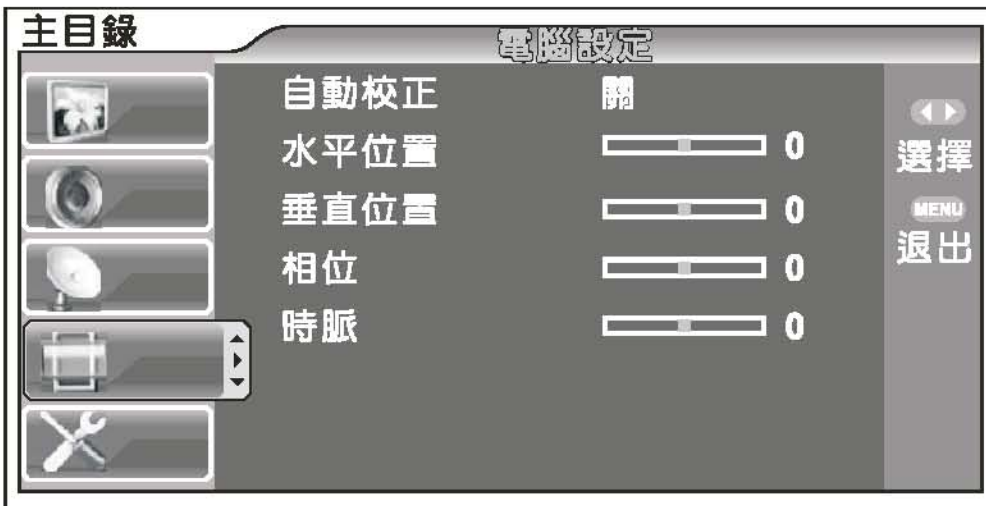 主目錄
電腦設定
自動校正 關
水平位置 0
垂直位置 0
相位 0
時脈 0
選擇
MENU
退出